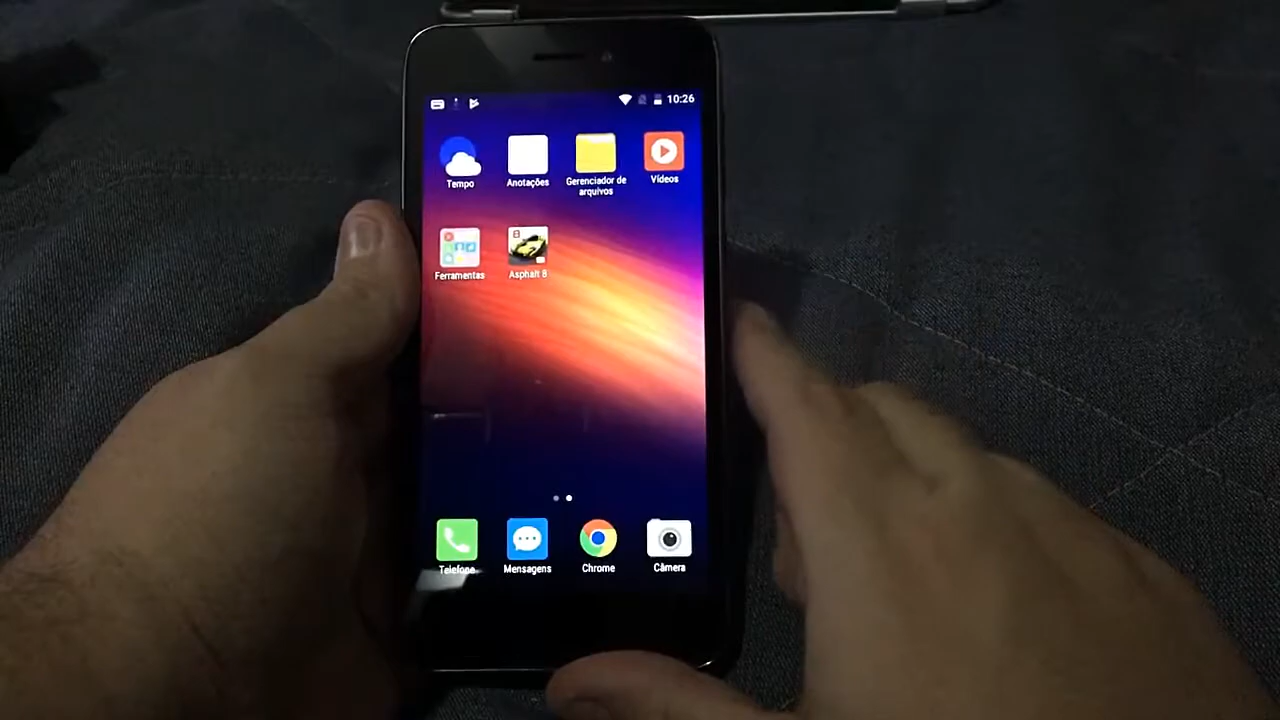 10:26
Tempo
Anotações
Gerenciador de
arquivos
Vídeos
Ferramentas
Asphalt 8
Telefone
Mensagens
Chrome
Câmera